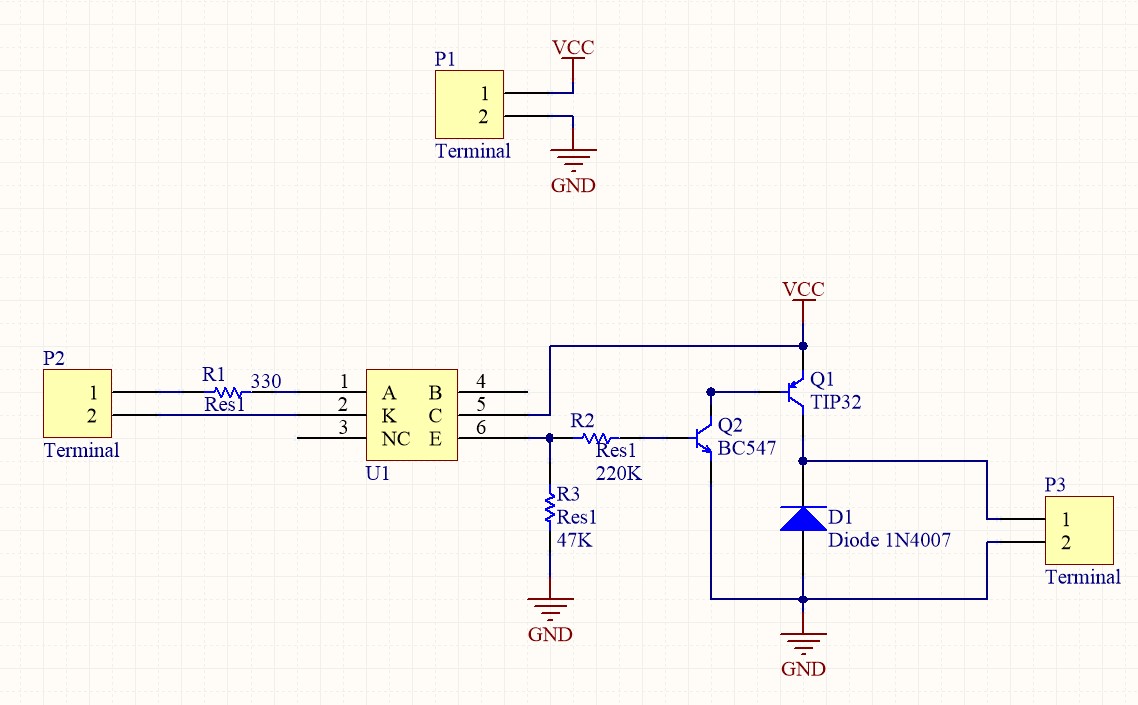 VCC
P1
1
2
Terminal
GND
VCC
P2
R1 330
Res1
1
2
Terminal
1 A B 4
2 K C 5
3 NC E 6
U1
R2
Res1
220K
R3
Res1
47K
GND
Q1
TIP32
Q2
BC547
D1
Diode 1N4007
P3
1
2
Terminal
GND